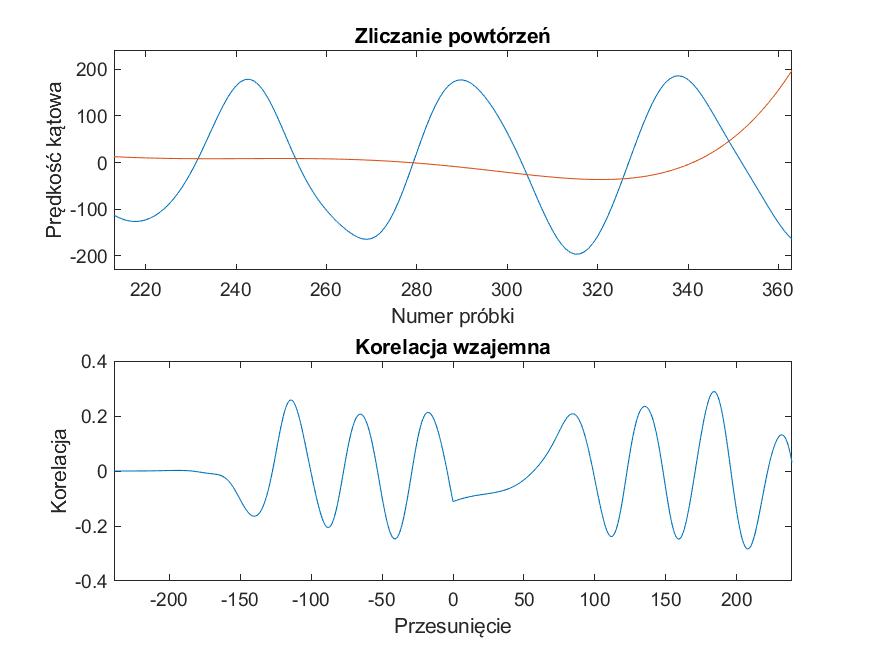 Zliczanie powtórzeń
200
100
0
-100
-200
Prędkość kątowa
220 240 260 280 300 320 340 360
Numer próbki
Korelacja wzajemna
0.4
0.2
0
-0.2
-0.4
Korelacja
-200 -150 -100 -50 0 50 100 150 200
Przesunięcie